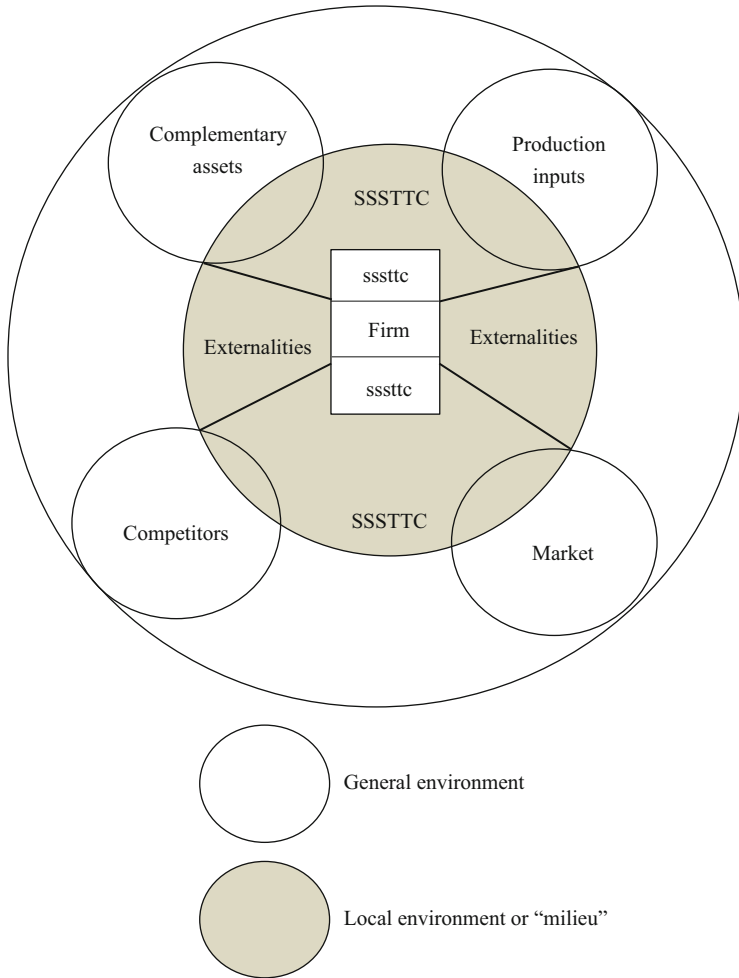 Complementary
assets
Production
inputs
SSSTTC
sssttc
Firm
sssttc
Externalities
Externalities
SSSTTC
Competitors
Market
General environment
Local environment or “milieu”